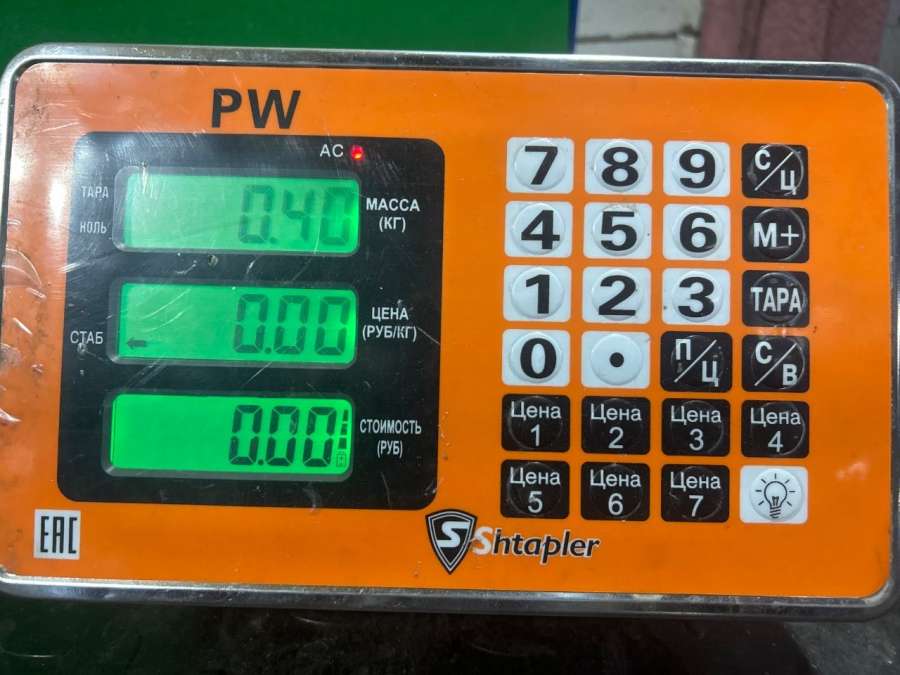 PW
AC
ТАРА
НОЛЬ
0.40
МАССА
(КГ)
СТАБ
0.00
ЦЕНА
(РУБ/КГ)
0.00
СТОИМОСТЬ
(РУБ)
7 8 9 С/Ц
4 5 6 М+
1 2 3 ТАРА
0 • П/Ц С/В
Цена 1
Цена 2
Цена 3
Цена 4
Цена 5
Цена 6
Цена 7
EAC
S Shtapler